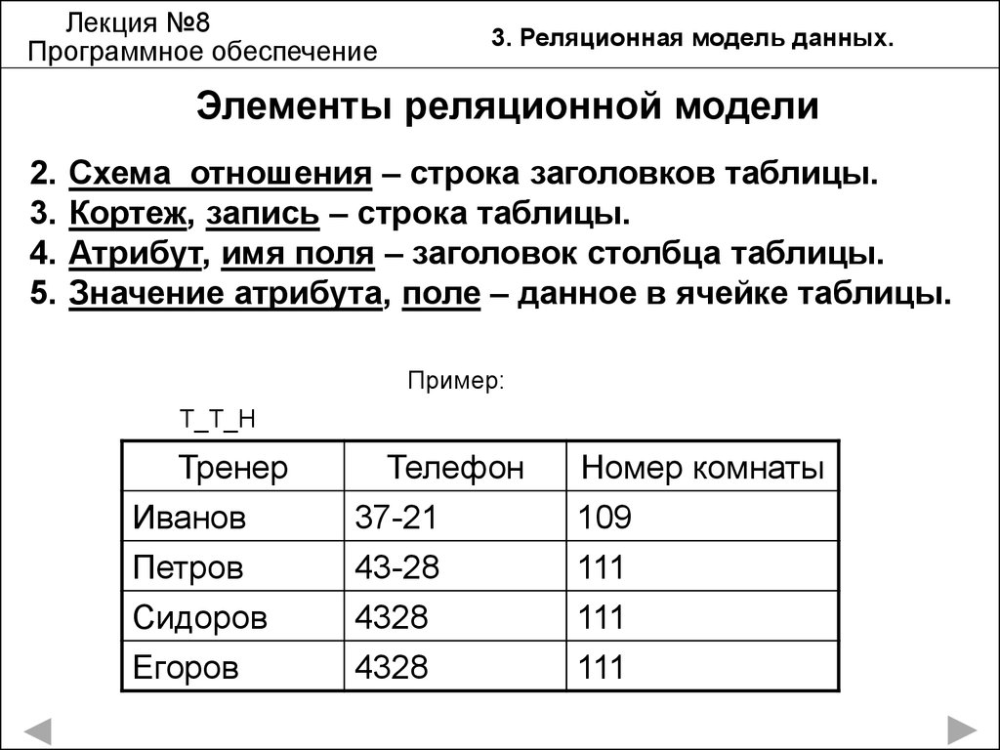 Лекция №8
Программное обеспечение
3. Реляционная модель данных.
Элементы реляционной модели
2. Схема отношения – строка заголовков таблицы.
3. Кортеж, запись – строка таблицы.
4. Атрибут, имя поля – заголовок столбца таблицы.
5. Значение атрибута, поле – данное в ячейке таблицы.
Пример:
Т_Т_Н
Тренер Телефон Номер комнаты
Иванов 37-21 109
Петров 43-28 111
Сидоров 4328 111
Егоров 4328 111